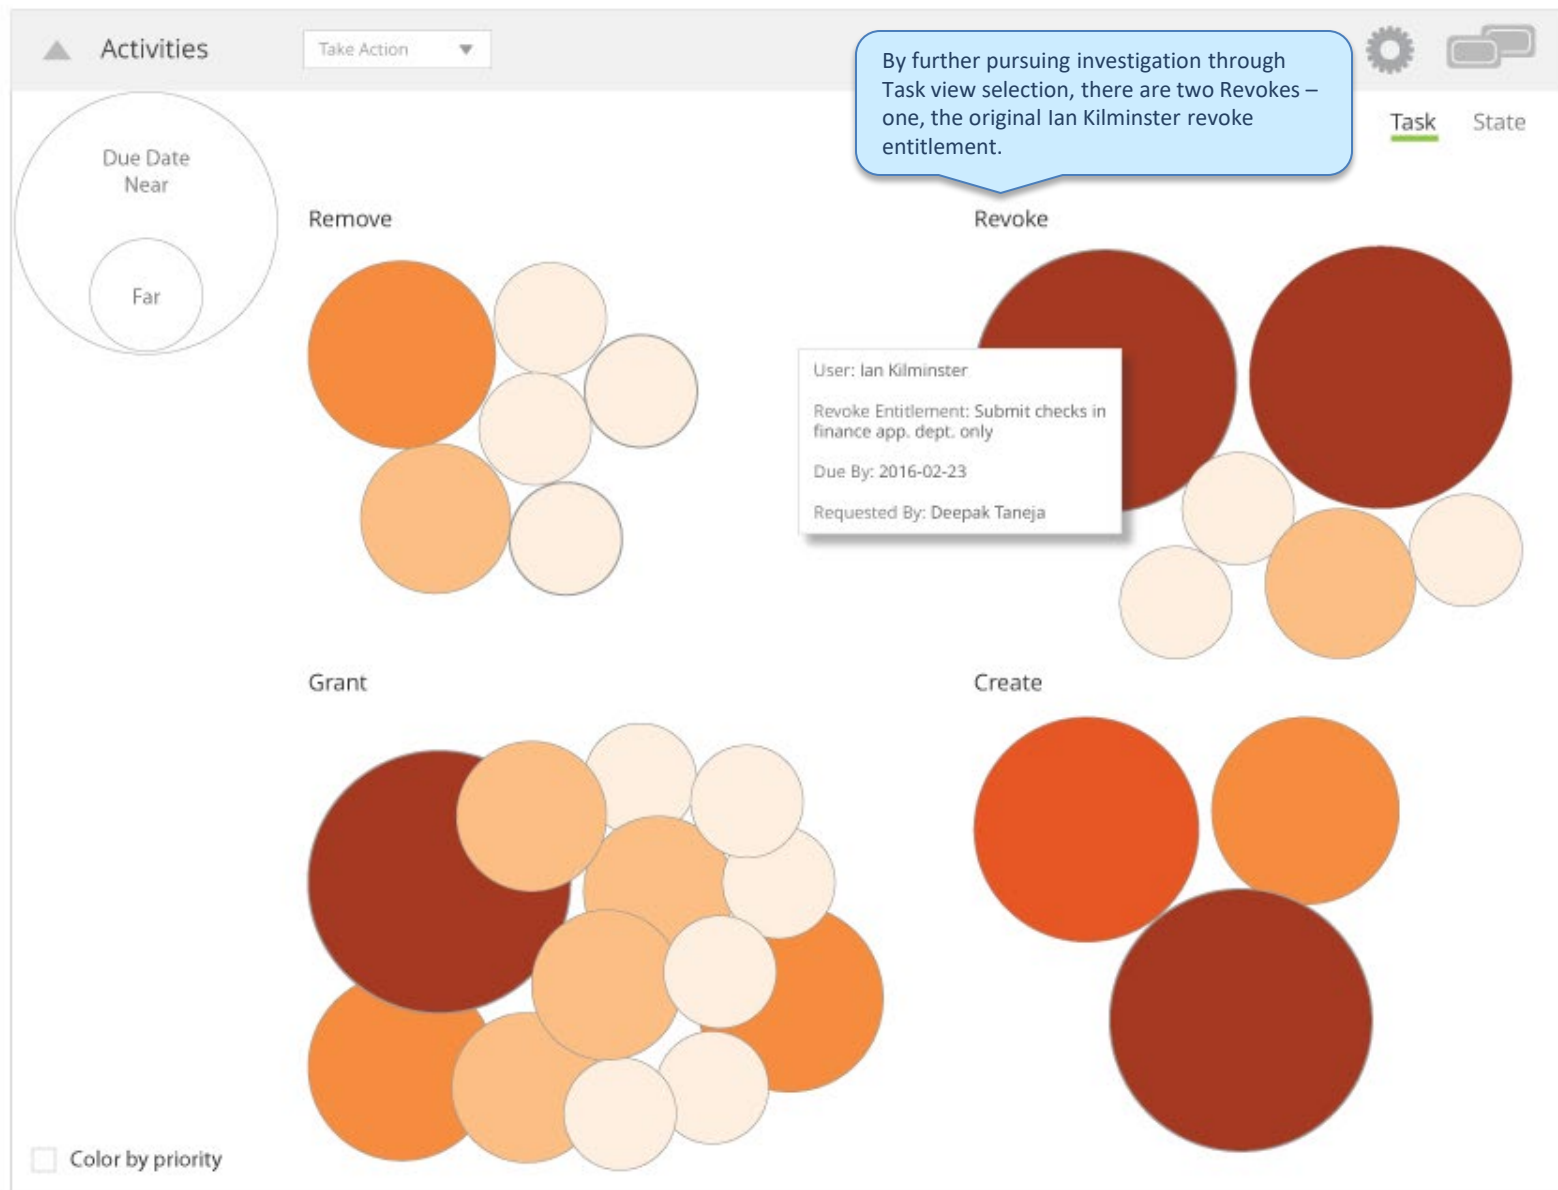 Activities
Take Action
By further pursuing investigation through
Task view selection, there are two Revokes –
one, the original Ian Kilminster revoke
entitlement.
Task
State
Due Date
Near
Far
Remove
Revoke
User: Ian Kilminster
Revoke Entitlement: Submit checks in
finance app. dept. only
Due By: 2016-02-23
Requested By: Deepak Taneja
Grant
Create
Color by priority